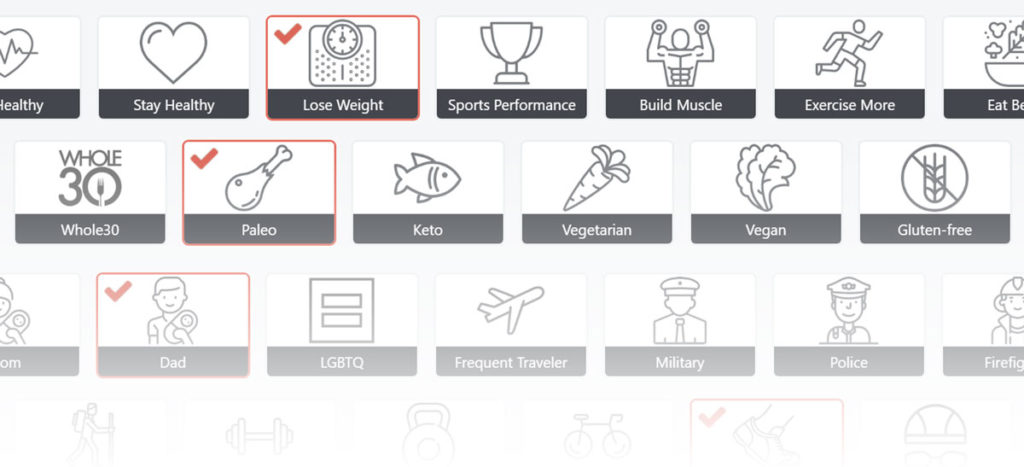 Healthy
Stay Healthy
Lose Weight
Sports Performance
Build Muscle
Exercise More
Eat Be
WHOLE
30
Whole30
Paleo
Keto
Vegetarian
Vegan
Gluten-free
om
Dad
LGBTQ
Frequent Traveler
Military
Police
Firefig